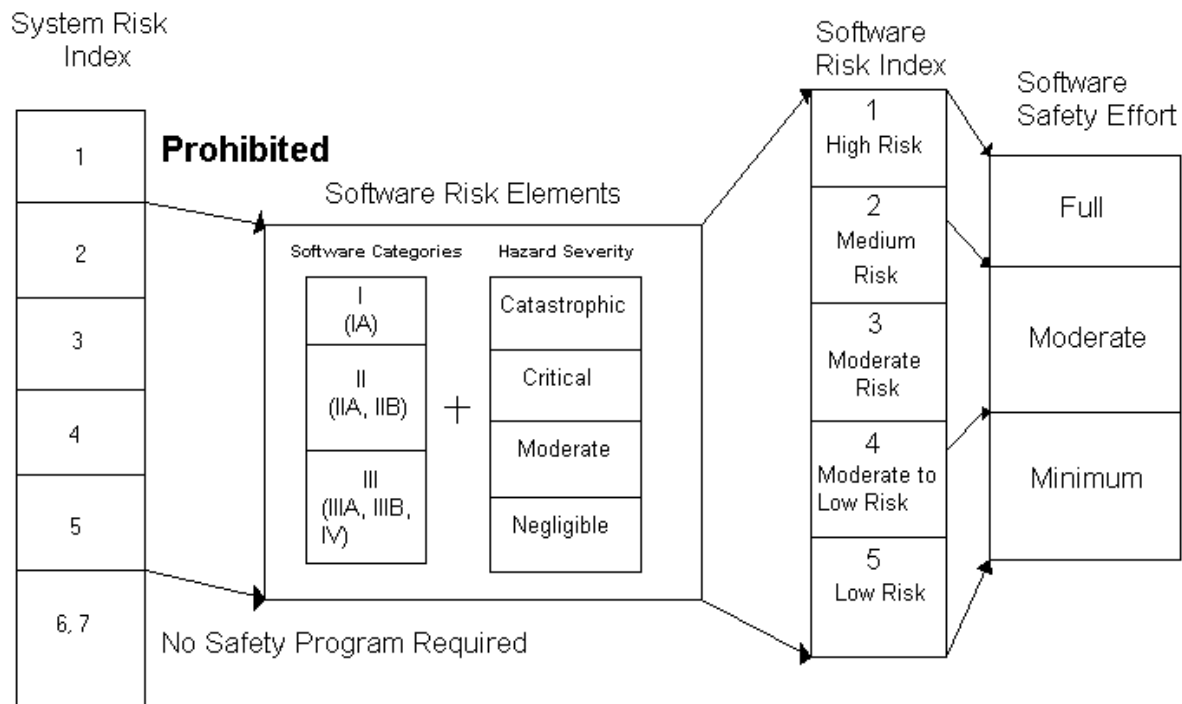 System Risk
Index
1
2
3
4
5
6, 7
Prohibited
Software Risk Elements
Software Categories
I
(IA)
II
(IIA, IIB)
III
(IIIA, IIIB,
IV)
+
Hazard Severity
Catastrophic
Critical
Moderate
Negligible
No Safety Program Required
Software
Risk Index
1
High Risk
2
Medium
Risk
3
Moderate
Risk
4
Moderate to
Low Risk
5
Low Risk
Software
Safety Effort
Full
Moderate
Minimum